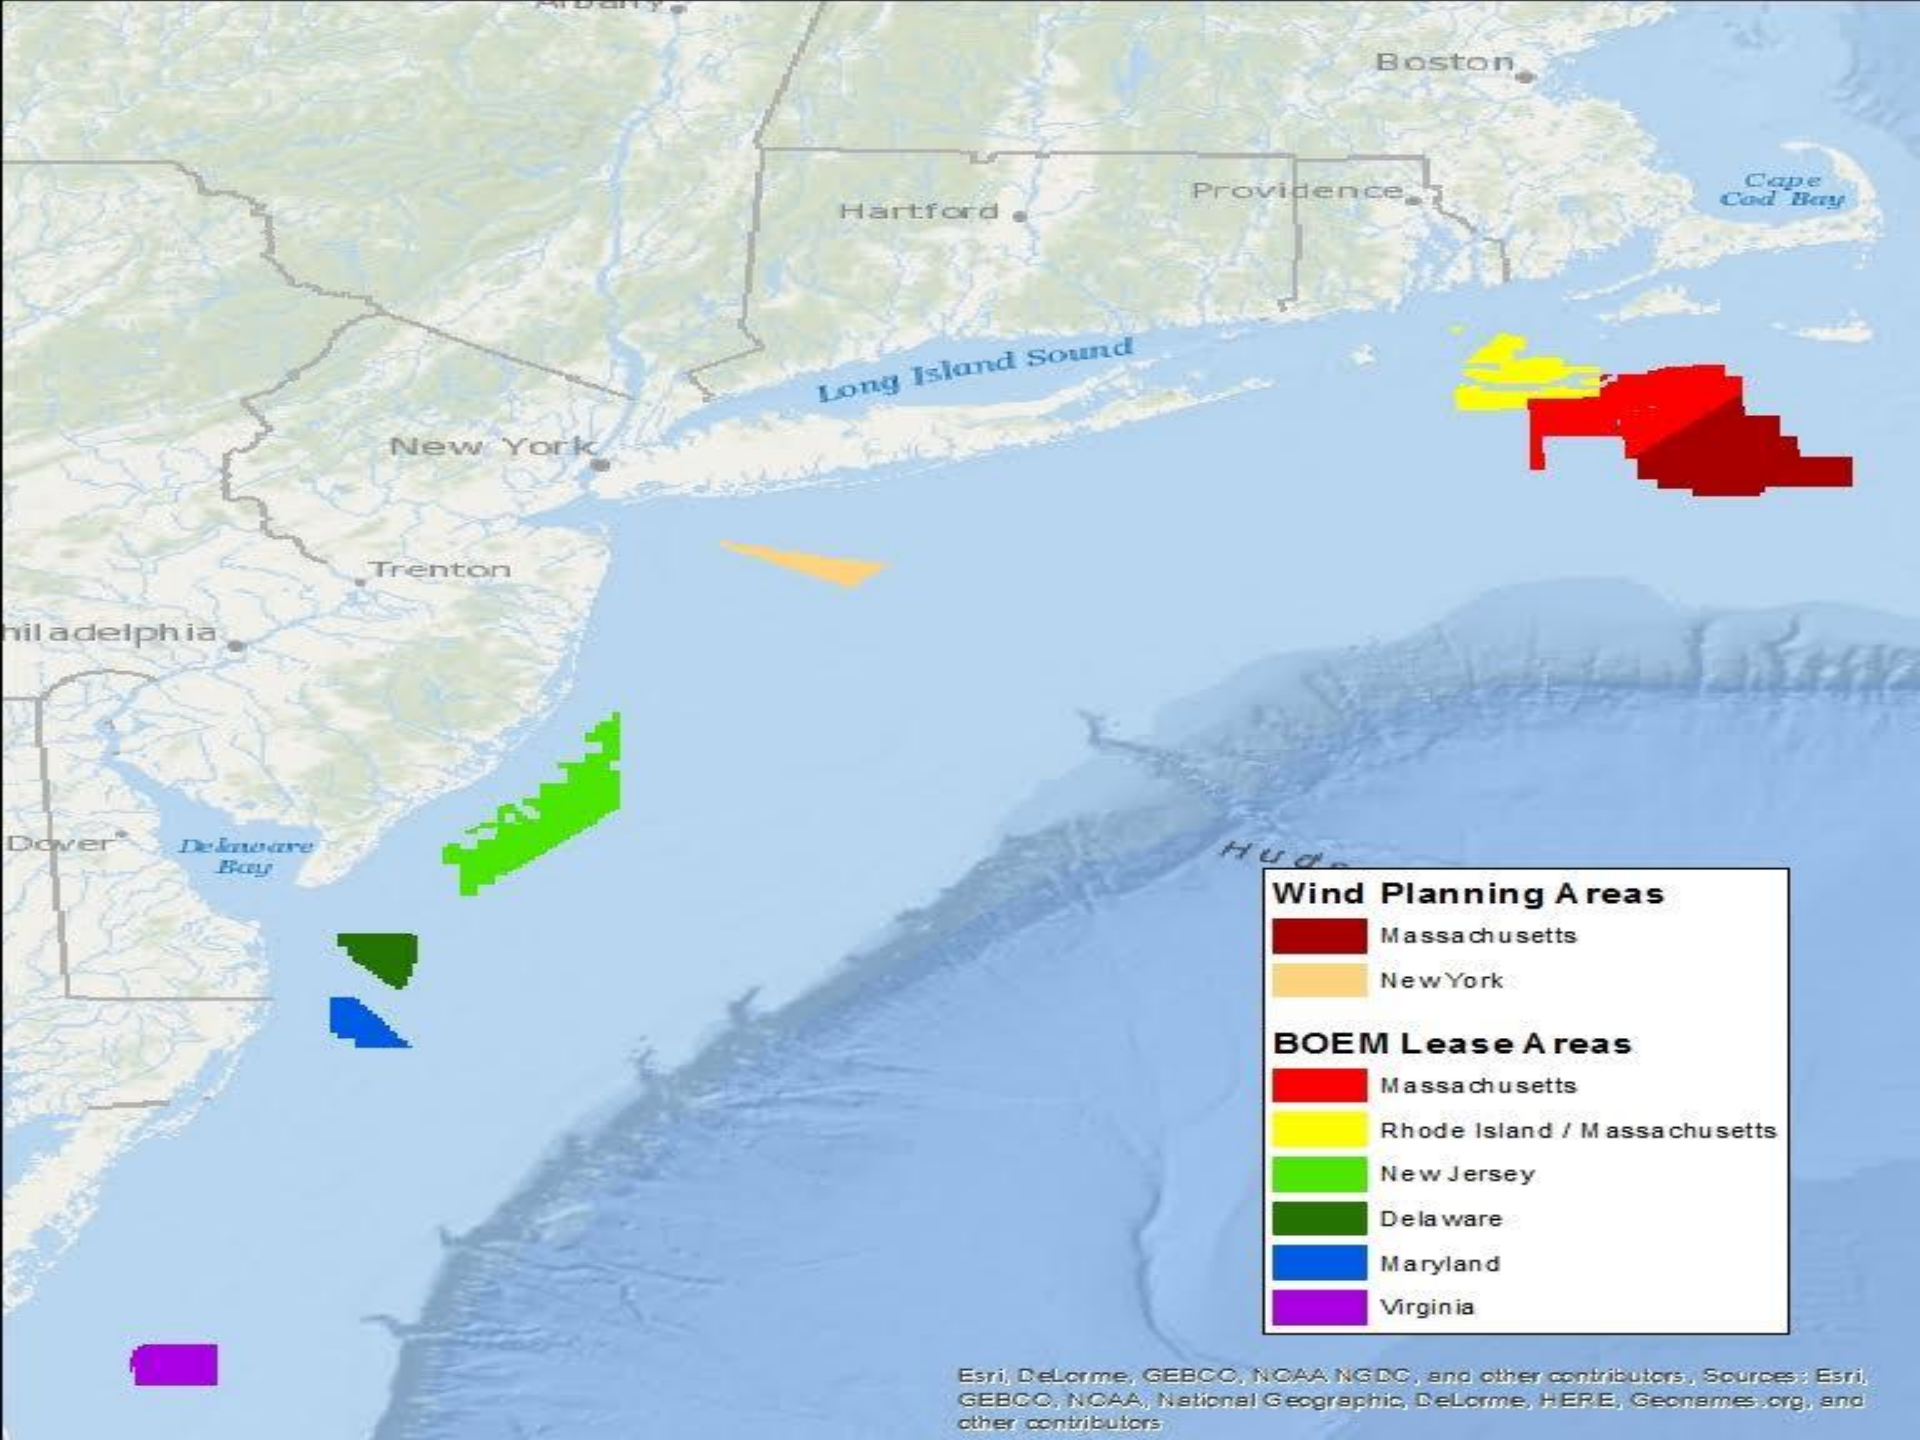 Albany
Boston
Cape
Cod Bay
Providence
Hartford
Long Island Sound
New York
Trenton
hiladelphia
Dover
Delaware
Bay
Huds
Wind Planning Areas
Massachusetts
New York
BOEM Lease Areas
Massachusetts
Rhode Island / Massachusetts
New Jersey
Delaware
Maryland
Virginia
Esri, DeLorme, GEBCO, NOAA NGDC, and other contributors, Sources: Esri,
GEBCO, NOAA, National Geographic, DeLorme, HERE, Geonames.org, and
other contributors